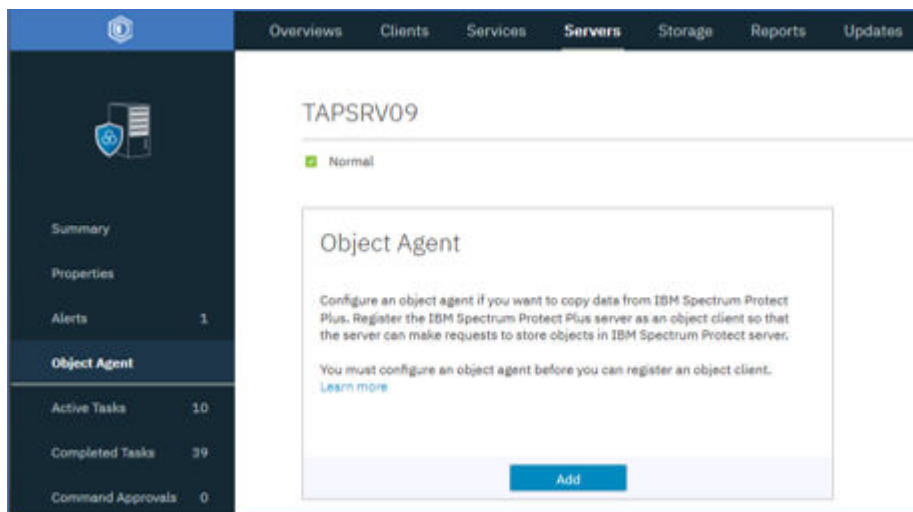 Overviews Clients Services Servers Storage Reports Updates
TAPSRV09
Normal
Summary
Properties
Alerts 1
Object Agent
Active Tasks 10
Completed Tasks 39
Command Approvals 0
Object Agent
Configure an object agent if you want to copy data from IBM Spectrum Protect
Plus. Register the IBM Spectrum Protect Plus server as an object client so that
the server can make requests to store objects in IBM Spectrum Protect server.
You must configure an object agent before you can register an object client.
Learn more
Add